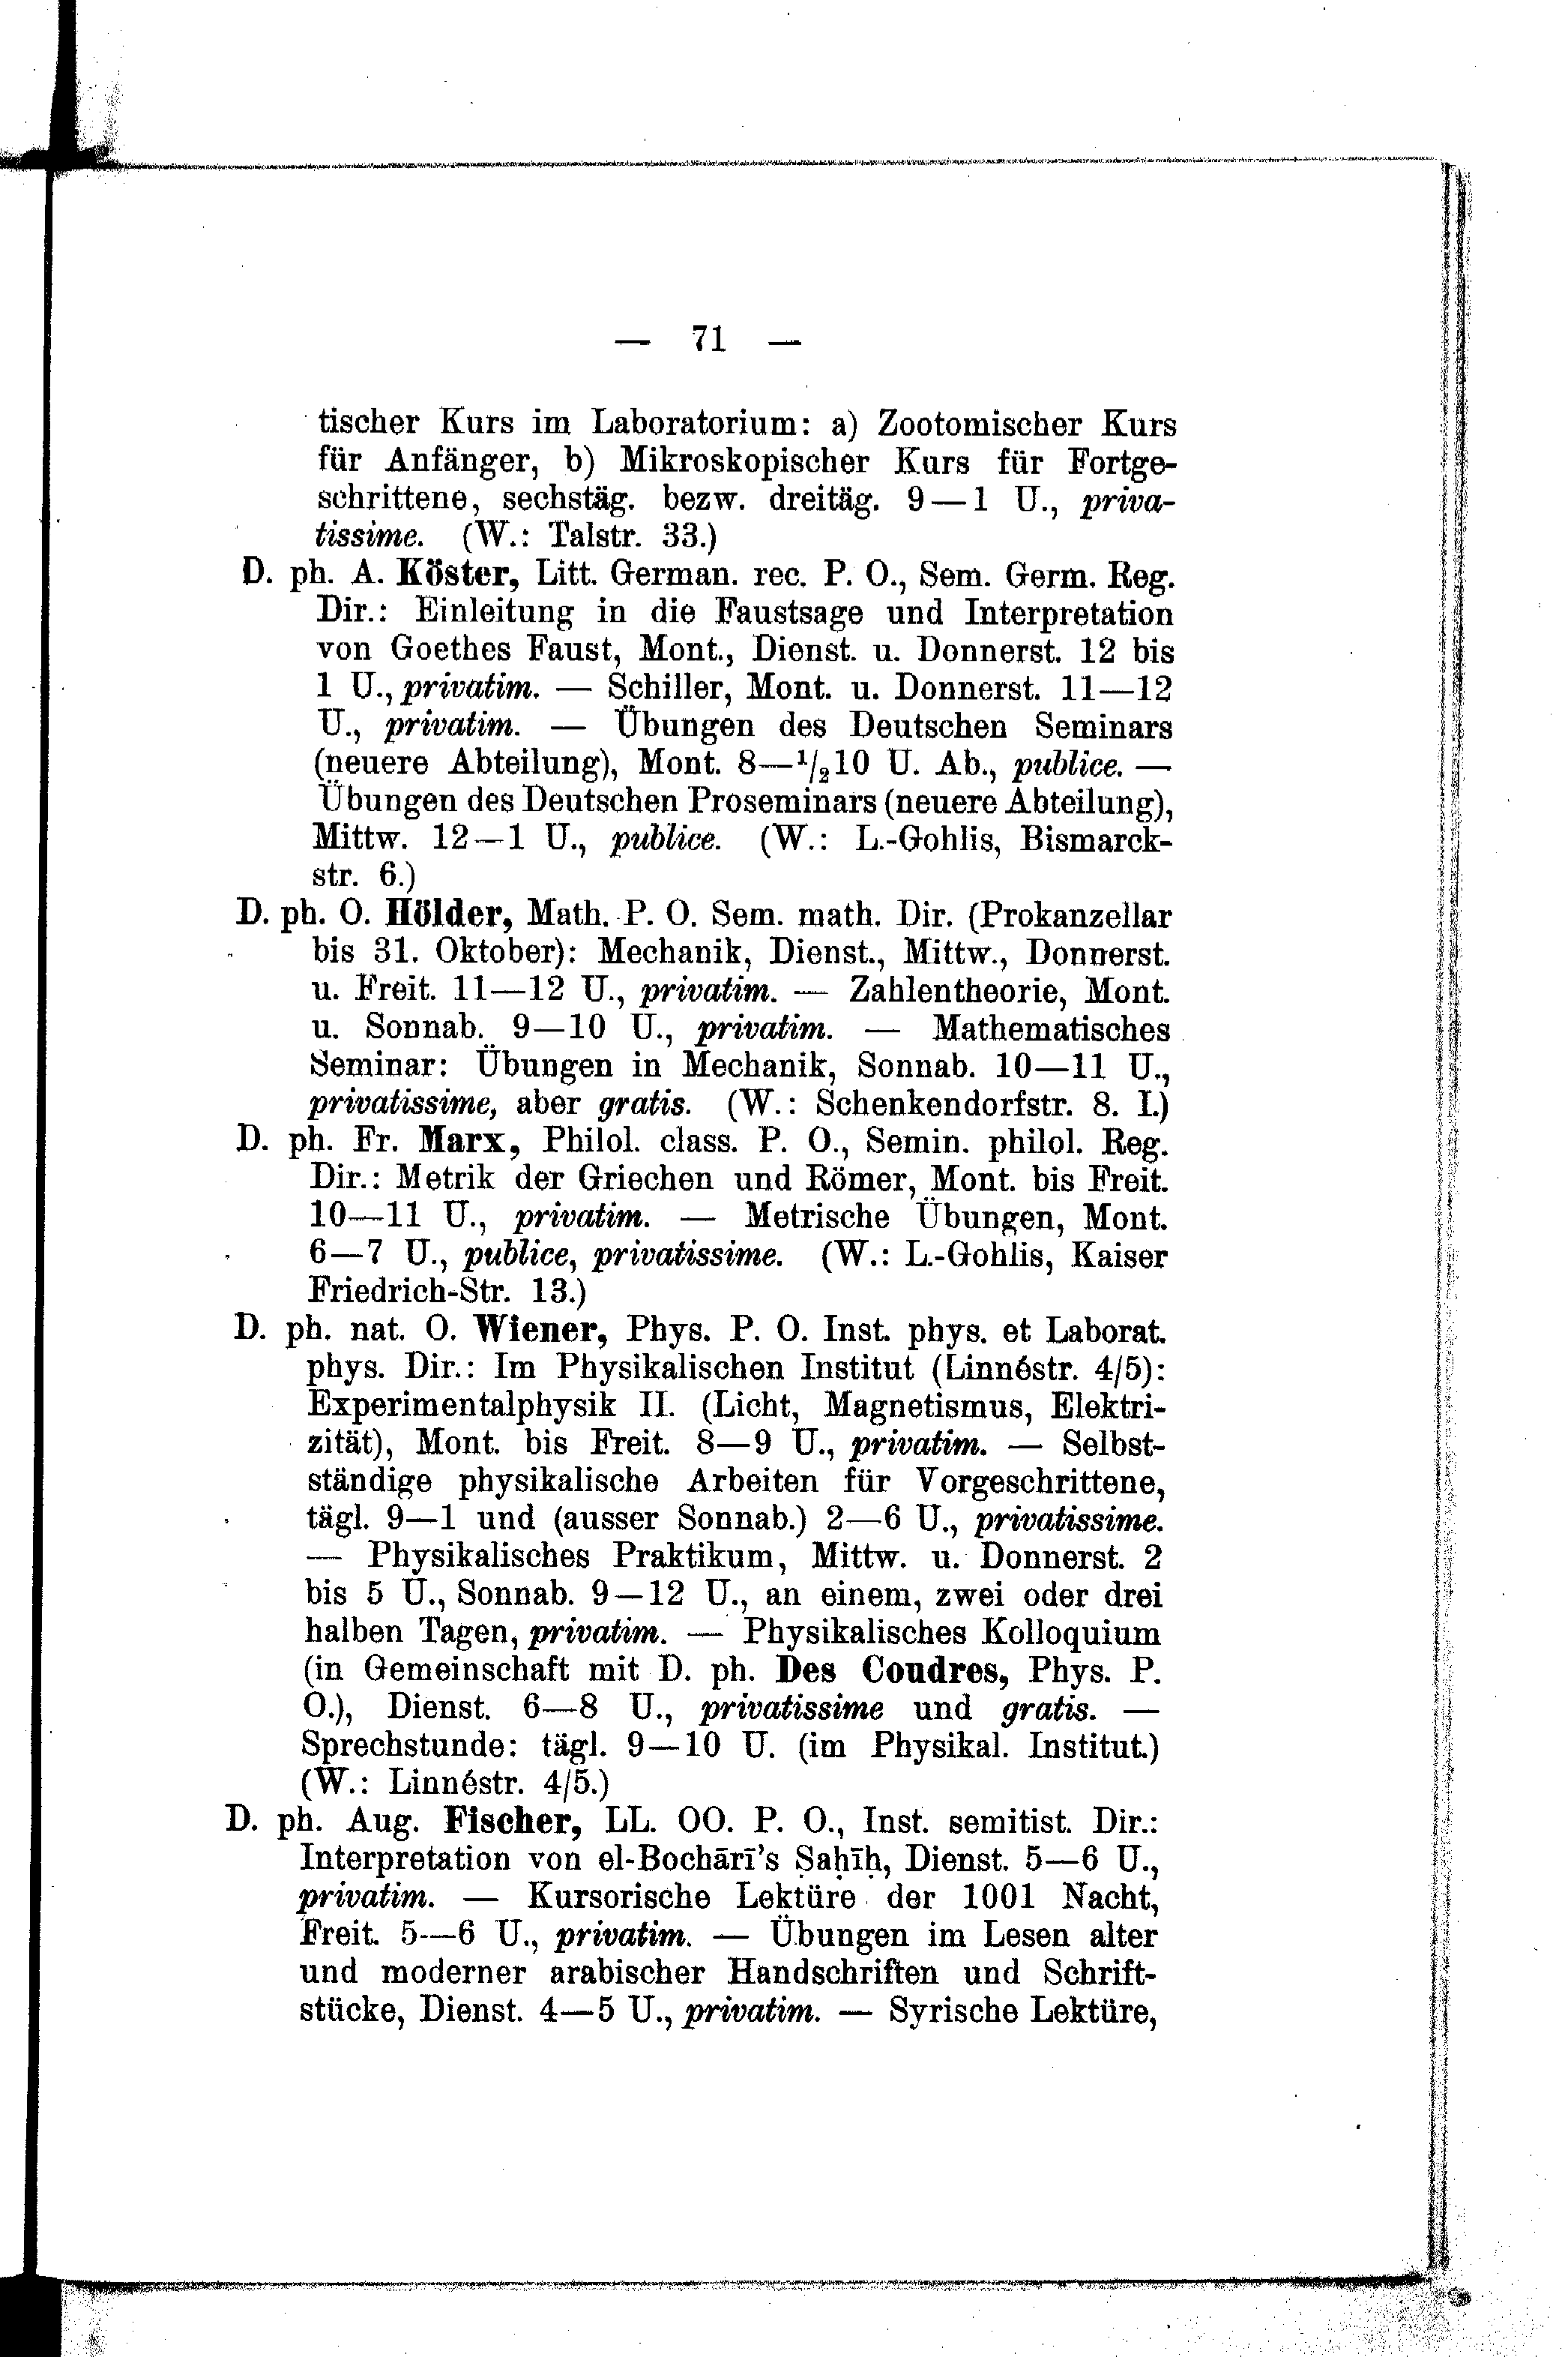 — 71 —
tischer Kurs im Laboratorium: a) Zootomischer Kurs
für Anfänger, b) Mikroskopischer Kurs für Fortge-
schrittene, sechstäg. bezw. dreitäg. 9—1 U., priva-
tissime. (W.: Talstr. 33.)
D. ph. A. Köster, Litt. German. rec. P. O., Sem. Germ. Reg.
Dir.: Einleitung in die Faustsage und Interpretation
von Goethes Faust, Mont., Dienst. u. Donnerst. 12 bis
1 U., privatim. — Schiller, Mont. u. Donnerst. 11—12
U., privatim. — Übungen des Deutschen Seminars
(neuere Abteilung), Mont. 8—1/210 U. Ab., publice. —
Übungen des Deutschen Proseminars (neuere Abteilung),
Mittw. 12—1 U., publice. (W.: L.-Gohlis, Bismarck-
str. 6.)
D. ph. O. Hölder, Math. P. O. Sem. math. Dir. (Prokanzellar
bis 31. Oktober): Mechanik, Dienst., Mittw., Donnerst.
u. Freit. 11—12 U., privatim. — Zahlentheorie, Mont.
u. Sonnab. 9—10 U., privatim. — Mathematisches
Seminar: Übungen in Mechanik, Sonnab. 10—11 U.,
privatissime, aber gratis. (W.: Schenkendorfstr. 8. I.)
D. ph. Fr. Marx, Philol. class. P. O., Semin. philol. Reg.
Dir.: Metrik der Griechen und Römer, Mont. bis Freit.
10—11 U., privatim. — Metrische Übungen, Mont.
6—7 U., publice, privatissime. (W.: L.-Gohlis, Kaiser
Friedrich-Str. 13.)
D. ph. nat. O. Wiener, Phys. P. O. Inst. phys. et Laborat.
phys. Dir.: Im Physikalischen Institut (Linnéstr. 4/5):
Experimentalphysik II. (Licht, Magnetismus, Elektri-
zität), Mont. bis Freit. 8—9 U., privatim. — Selbst-
ständige physikalische Arbeiten für Vorgeschrittene,
tägl. 9—1 und (ausser Sonnab.) 2—6 U., privatissime.
— Physikalisches Praktikum, Mittw. u. Donnerst. 2
bis 5 U., Sonnab. 9—12 U., an einem, zwei oder drei
halben Tagen, privatim. — Physikalisches Kolloquium
(in Gemeinschaft mit D. ph. Des Coudres, Phys. P.
O.), Dienst. 6—8 U., privatissime und gratis. —
Sprechstunde: tägl. 9—10 U. (im Physikal. Institut.)
(W.: Linnéstr. 4/5.)
D. ph. Aug. Fischer, LL. OO. P. O., Inst. semitist. Dir.:
Interpretation von el-Bochārī's Ṣaḥīḥ, Dienst. 5—6 U.,
privatim. — Kursorische Lektüre der 1001 Nacht,
Freit. 5—6 U., privatim. — Übungen im Lesen alter
und moderner arabischer Handschriften und Schrift-
stücke, Dienst. 4—5 U., privatim. — Syrische Lektüre,